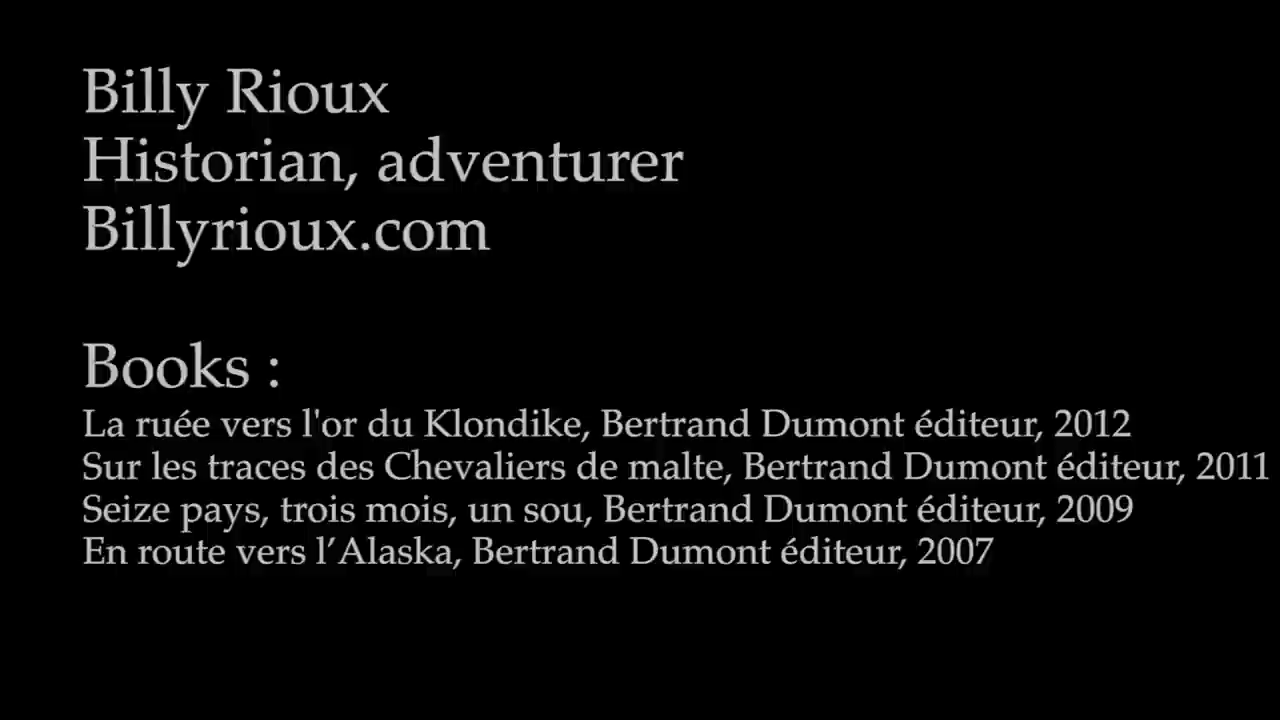 Billy Rioux
Historian, adventurer
Billyrioux.com
Books :
La ruée vers l'or du Klondike, Bertrand Dumont éditeur, 2012
Sur les traces des Chevaliers de malte, Bertrand Dumont éditeur, 2011
Seize pays, trois mois, un sou, Bertrand Dumont éditeur, 2009
En route vers l’Alaska, Bertrand Dumont éditeur, 2007